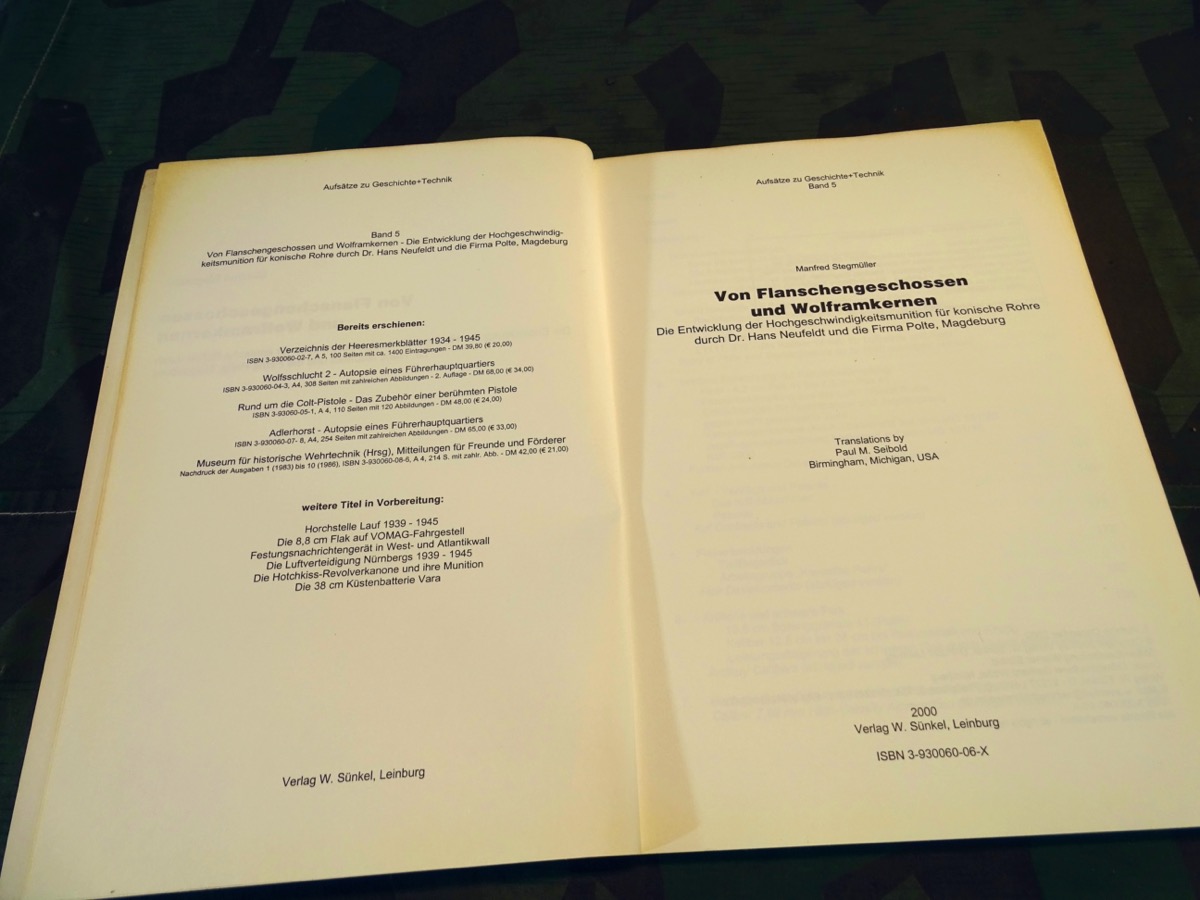 Aufsätze zu Geschichte+Technik
Band 5
Von Flanschengeschossen und Wolframkernen - Die Entwicklung der Hochgeschwindig-
keitsmunition für konische Rohre durch Dr. Hans Neufeldt und die Firma Polte, Magdeburg
Bereits erschienen:
Verzeichnis der Heeresmerkblätter 1934 - 1945
ISBN 3-930060-02-7, A 5, 100 Seiten mit ca. 1400 Eintragungen - DM 39,80 (€ 20,00)
Wolfsschlucht 2 - Autopsie eines Führerhauptquartiers
ISBN 3-930060-04-3, A4, 308 Seiten mit zahlreichen Abbildungen - 2. Auflage - DM 68,00 (€ 34,00)
Rund um die Colt-Pistole - Das Zubehör einer berühmten Pistole
ISBN 3-930060-05-1, A 4, 110 Seiten mit 120 Abbildungen - DM 48,00 (€ 24,00)
Adlerhorst - Autopsie eines Führerhauptquartiers
ISBN 3-930060-07- 8, A4, 254 Seiten mit zahlreichen Abbildungen - DM 65,00 (€ 33,00)
Museum für historische Wehrtechnik (Hrsg), Mitteilungen für Freunde und Förderer
Nachdruck der Ausgaben 1 (1983) bis 10 (1986), ISBN 3-930060-08-6, A 4, 214 S. mit zahlr. Abb. - DM 42,00 (€ 21,00)
weitere Titel in Vorbereitung:
Horchstelle Lauf 1939 - 1945
Die 8,8 cm Flak auf VOMAG-Fahrgestell
Festungsnachrichtengerät in West- und Atlantikwall
Die Luftverteidigung Nürnbergs 1939 - 1945
Die Hotchkiss-Revolverkanone und ihre Munition
Die 38 cm Küstenbatterie Vara
Verlag W. Sünkel, Leinburg
Aufsätze zu Geschichte+Technik
Band 5
Manfred Stegmüller
Von Flanschengeschossen
und Wolframkernen
Die Entwicklung der Hochgeschwindigkeitsmunition für konische Rohre
durch Dr. Hans Neufeldt und die Firma Polte, Magdeburg
Translations by
Paul M. Seibold
Birmingham, Michigan, USA
2000
Verlag W. Sünkel, Leinburg
ISBN 3-930060-06-X